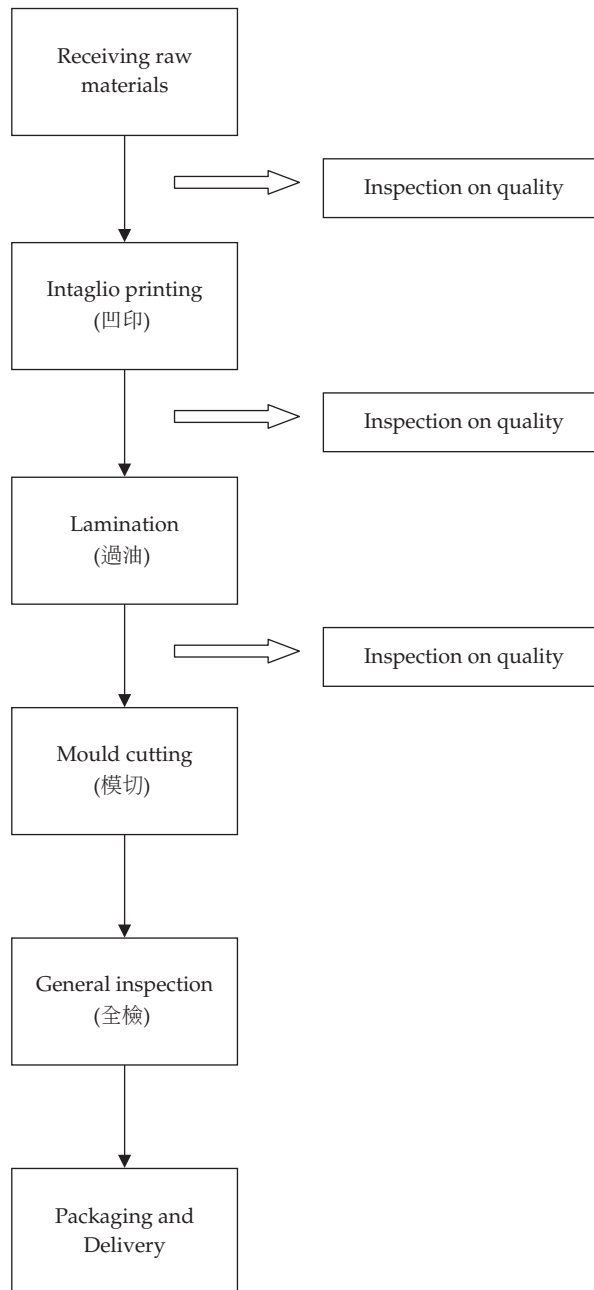 Receiving raw
materials
Inspection on quality
Intaglio printing
(凹印)
Inspection on quality
Lamination
(過油)
Inspection on quality
Mould cutting
(模切)
General inspection
(全檢)
Packaging and
Delivery